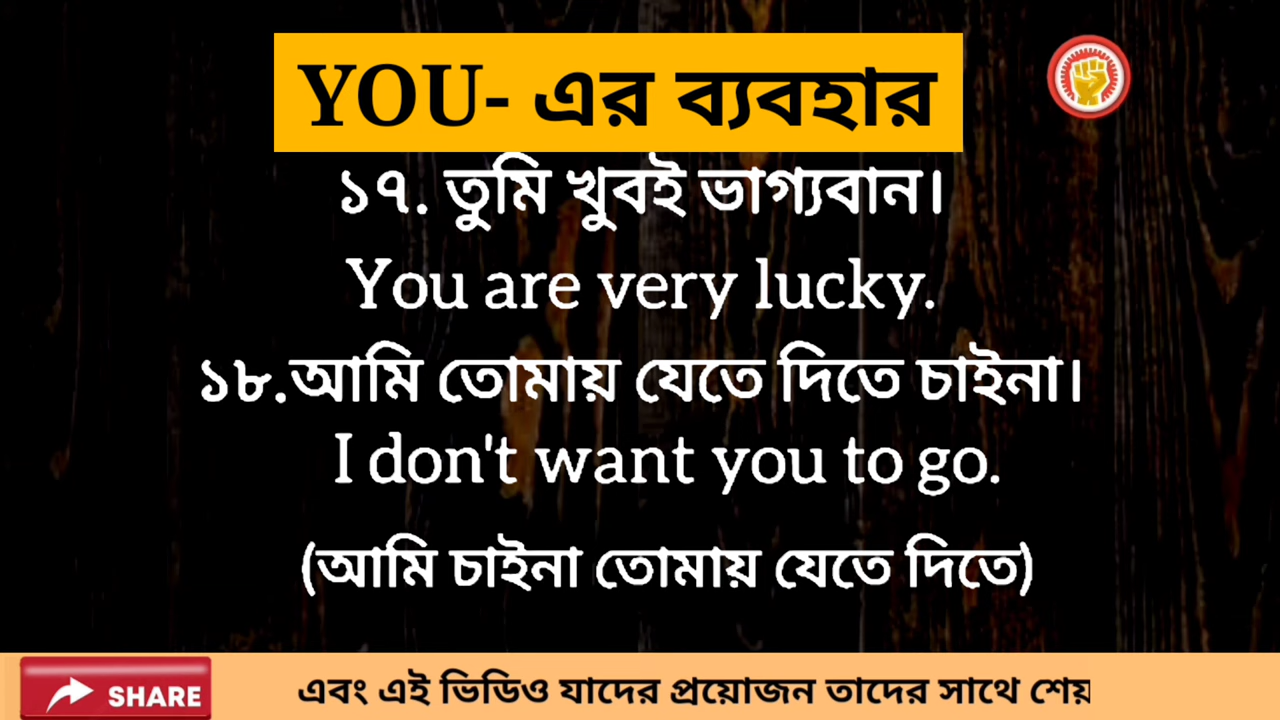 YOU- এর ব্যবহার
১৭. তুমি খুবই ভাগ্যবান।
You are very lucky.
১৮.আমি তোমায় যেতে দিতে চাইনা।
I don't want you to go.
(আমি চাইনা তোমায় যেতে দিতে)
SHARE এবং এই ভিডিও যাদের প্রয়োজন তাদের সাথে শেয়